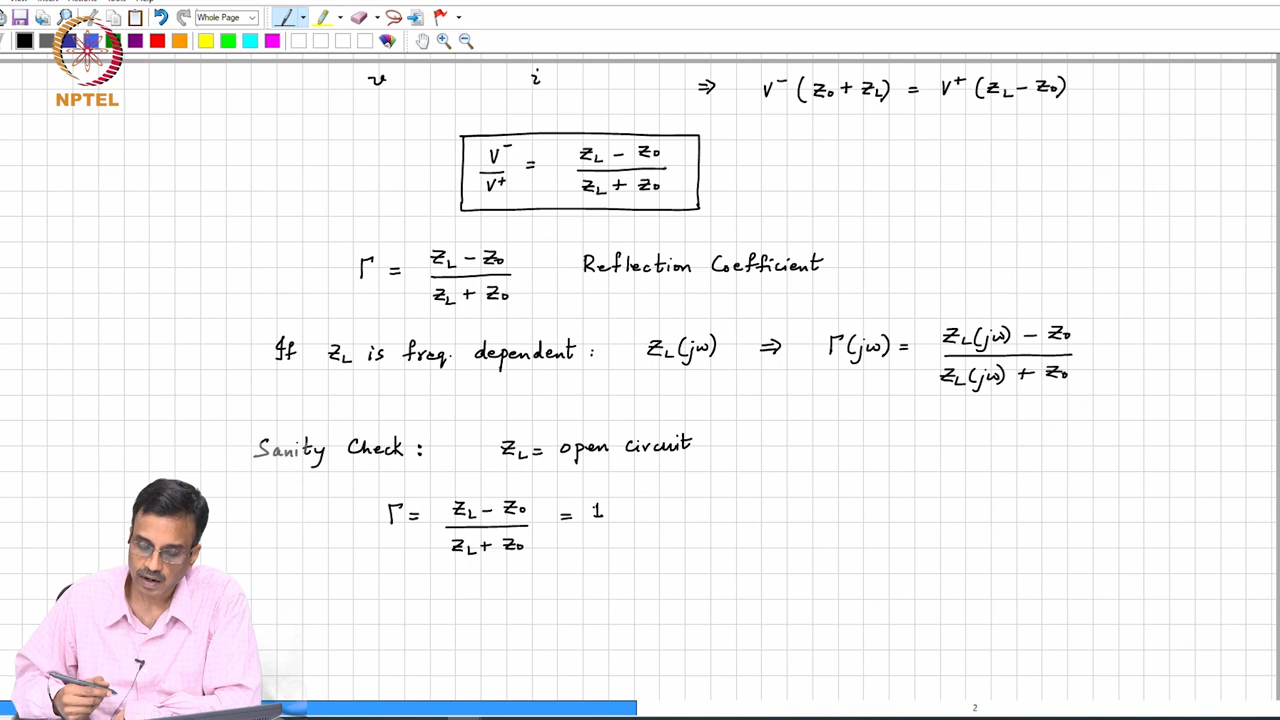 Whole Page
NPTEL
v i ⇒ V⁻ (Z₀ + Z_L) = V⁺ (Z_L − Z₀)
V⁻/V⁺ = (Z_L − Z₀)/(Z_L + Z₀)
Γ = (Z_L − Z₀)/(Z_L + Z₀) Reflection Coefficient
If Z_L is freq. dependent : Z_L(jω) ⇒ Γ(jω) = (Z_L(jω) − Z₀)/(Z_L(jω) + Z₀)
Sanity Check : Z_L = open circuit
Γ = (Z_L − Z₀)/(Z_L + Z₀) = 1
2